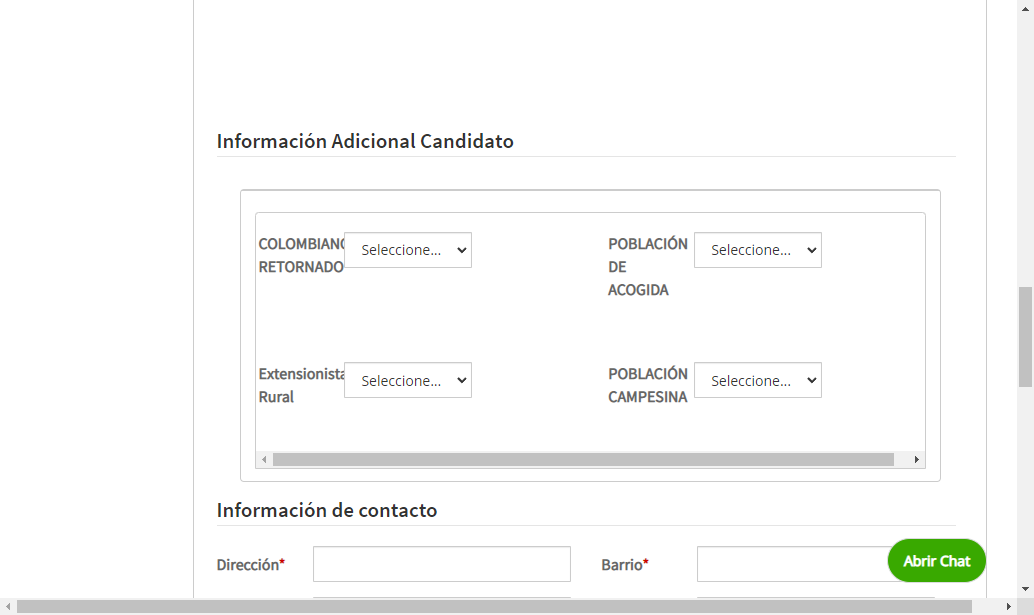 Información Adicional Candidato
COLOMBIANO Seleccione... POBLACIÓN Seleccione...
RETORNADO DE
ACOGIDA
Extensionista Seleccione... POBLACIÓN Seleccione...
Rural CAMPESINA
Información de contacto
Dirección* Barrio* Abrir Chat